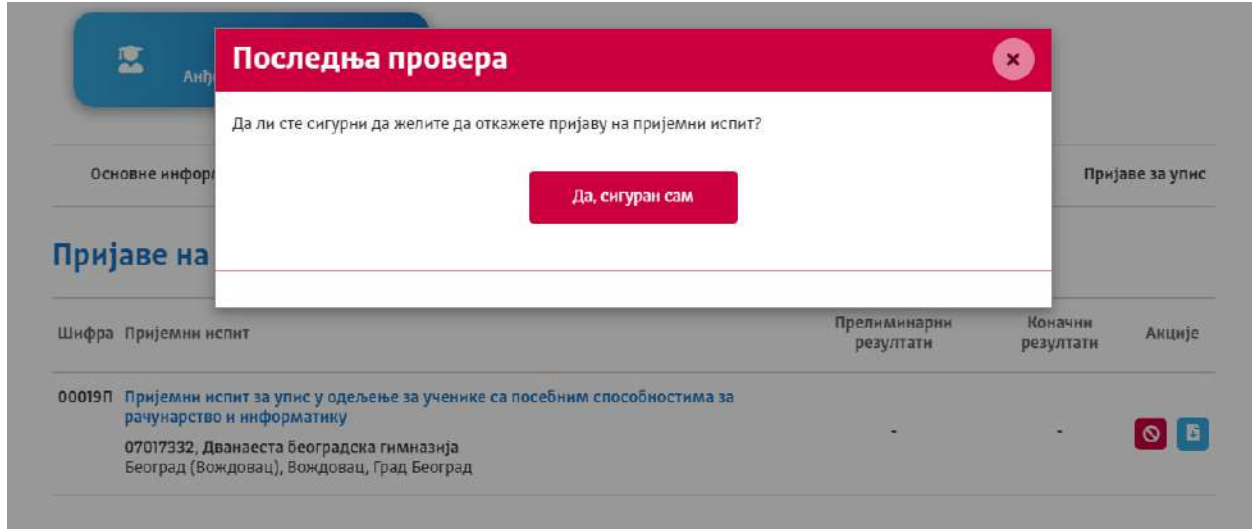 Последња провера
Анђ
Да ли сте сигурни да желите да откажете пријаву на пријемни испит?
Да, сигуран сам
Основне информ
Пријаве за упис
Пријаве на
Шифра Пријемни испит
Прелиминарни резултати
Коначни резултати
Акције
00019П Пријемни испит за упис у одељење за ученике са посебним способностима за
рачунарство и информатику
- -
07017332, Дванаеста београдска гимназија
Београд (Вождовац), Вождовац, Град Београд